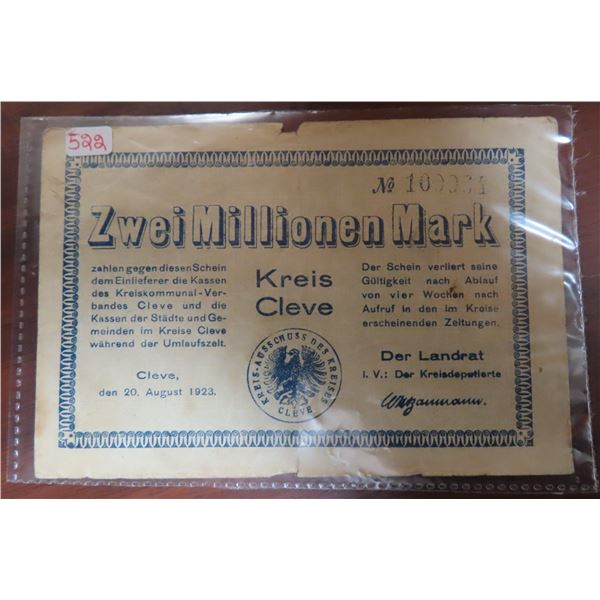 522
№
Zwei Millionen Mark
zahlen gegen diesen Schein
dem Einlieferer die Kassen
des Kreiskommunal-Ver-
bandes Cleve und die
Kassen der Städte und Ge-
meinden im Kreise Cleve
während der Umlaufszeit.
Cleve,
den 20. August 1923.
Kreis
Cleve
KREIS-AUSSCHUSS DES KREISES
CLEVE
Der Schein verliert seine
Gültigkeit nach Ablauf
von vier Wochen nach
Aufruf in den im Kreise
erscheinenden Zeitungen.
Der Landrat
I. V.: Der Kreisdeputierte